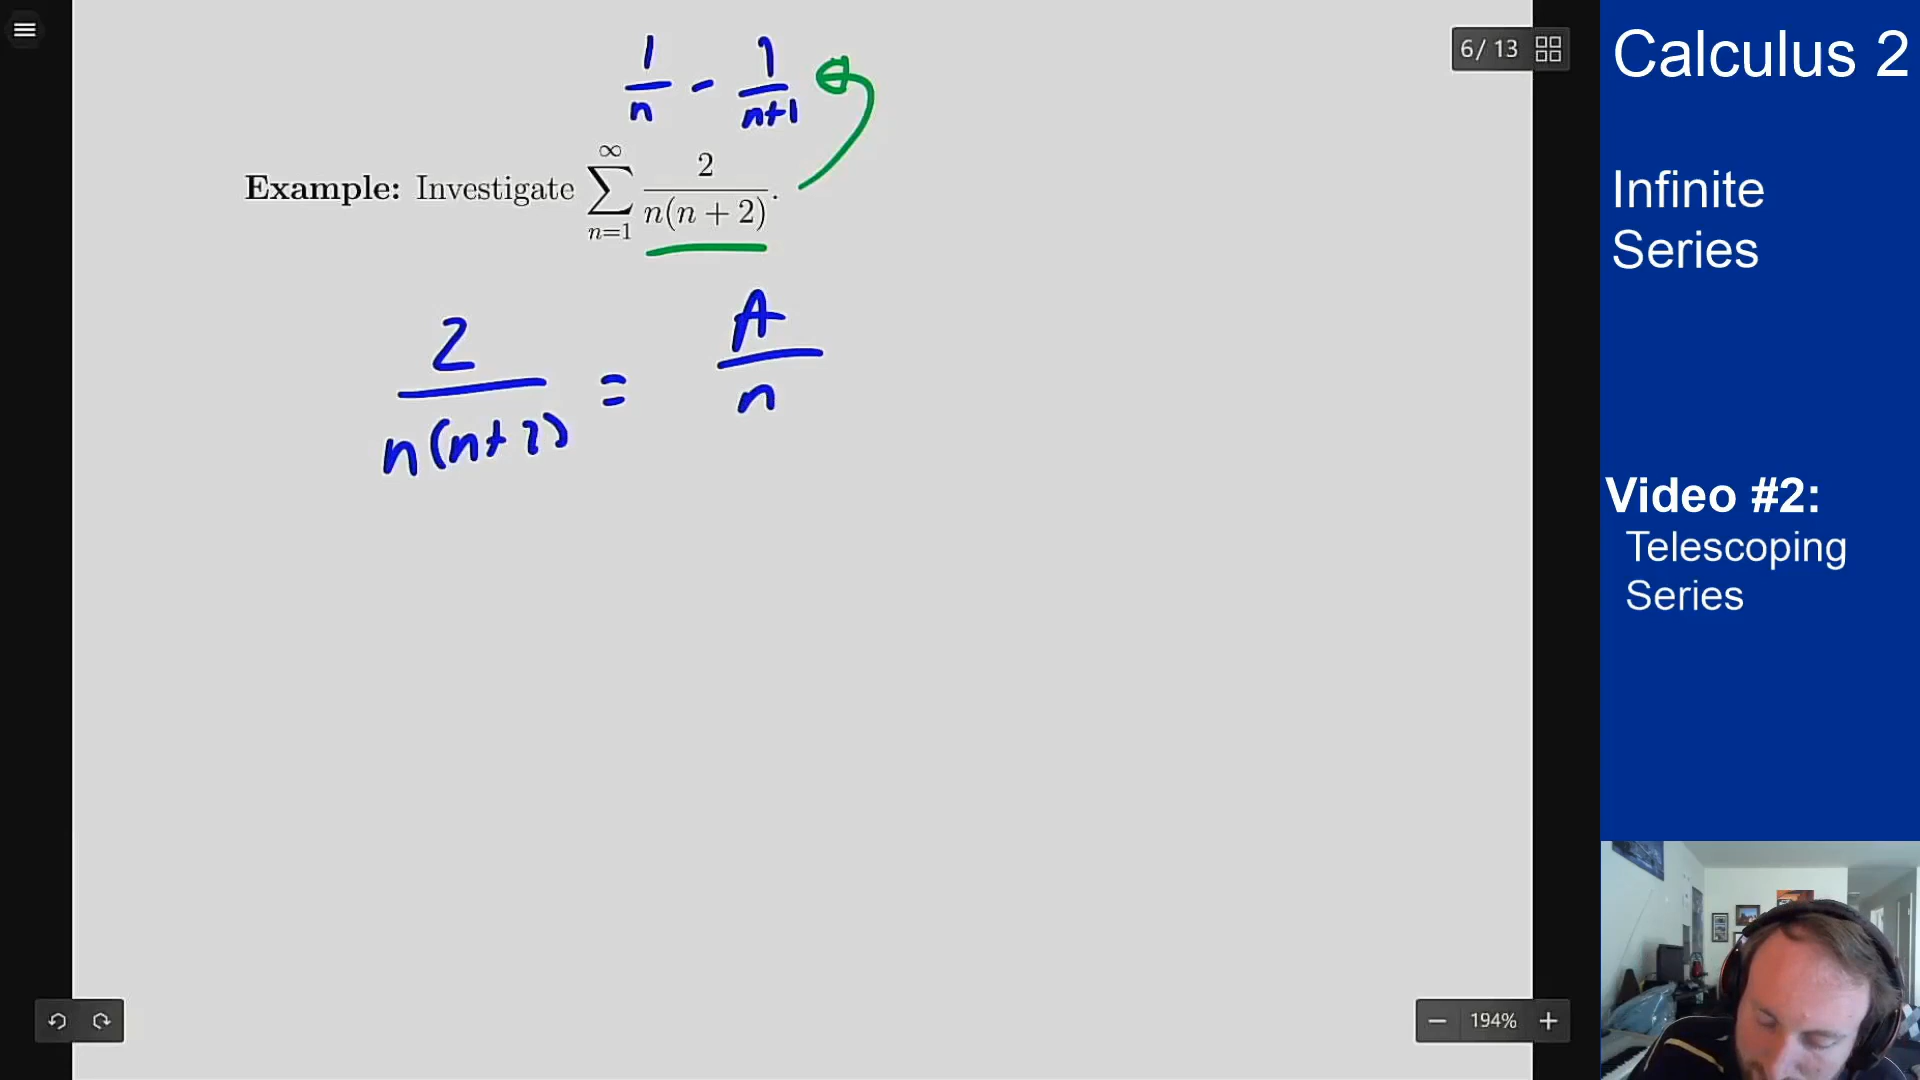 1/n - 1/n+1
6 / 13
Example: Investigate ∑_{n=1}^{∞} 2/n(n + 2).
2/n(n+2) = A/n
194%
Calculus 2
Infinite
Series
Video #2:
Telescoping
Series